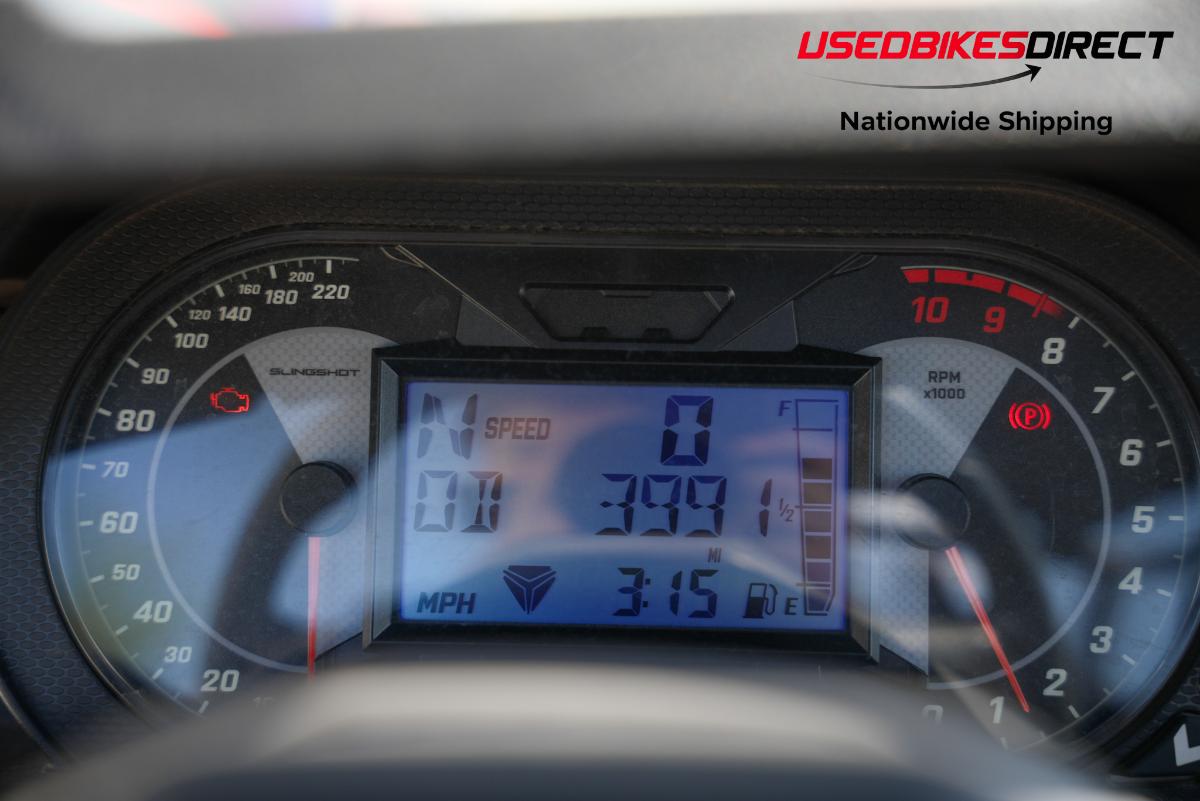 USEDBIKESDIRECT
Nationwide Shipping
220
200
180
160
140
120
100
90
80
70
60
50
40
30
20
SLINGSHOT
N SPEED 0
OD 3991
MI
MPH 3:15
F
1/2
E
RPM
x1000
P
10
9
8
7
6
5
4
3
2
1